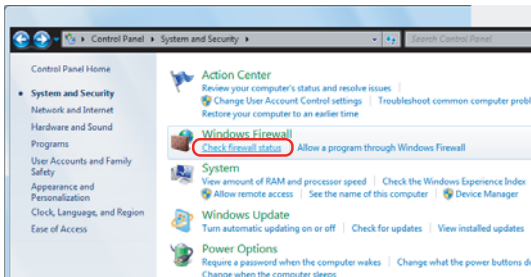 Control Panel ▸ System and Security ▸
Search Control Panel
Control Panel Home
System and Security
Network and Internet
Hardware and Sound
Programs
User Accounts and Family
Safety
Appearance and
Personalization
Clock, Language, and Region
Ease of Access
Action Center
Review your computer's status and resolve issues
Change User Account Control settings Troubleshoot common computer probl
Restore your computer to an earlier time
Windows Firewall
Check firewall status Allow a program through Windows Firewall
System
View amount of RAM and processor speed Check the Windows Experience Index
Allow remote access See the name of this computer Device Manager
Windows Update
Turn automatic updating on or off Check for updates View installed updates
Power Options
Require a password when the computer wakes Change what the power buttons do
Change when the computer sleeps